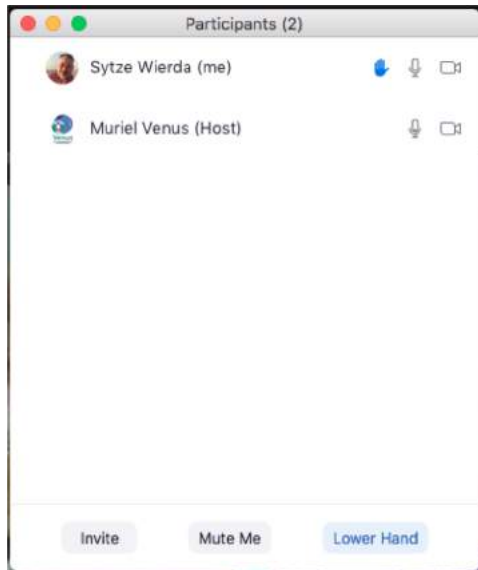 Participants (2)
Sytze Wierda (me)
Muriel Venus (Host)
Invite Mute Me Lower Hand